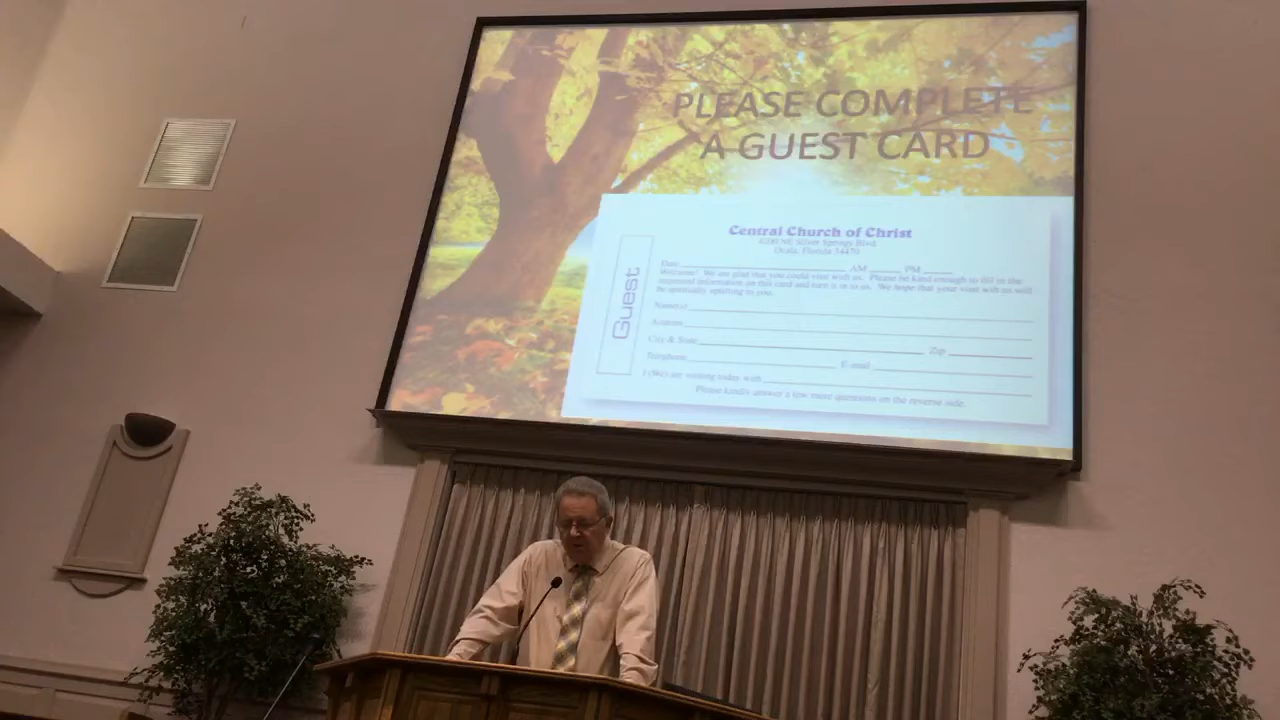 PLEASE COMPLETE
A GUEST CARD
Central Church of Christ
Silver Springs Blvd.
Ocala, Florida 34470
Guest
Date AM PM
Welcome! We are glad that you could visit with us. Please be kind enough to fill in the
information on this card and turn it in to us. We hope that your visit with us will
be spiritually uplifting to you.
Name(s)
Address
City & State Zip
Telephone E-mail
I (We) are visiting today with
Please kindly answer a few more questions on the reverse side.